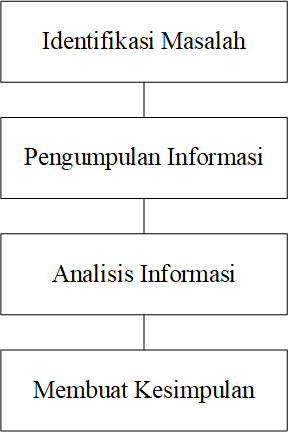 Identifikasi Masalah
Pengumpulan Informasi
Analisis Informasi
Membuat Kesimpulan